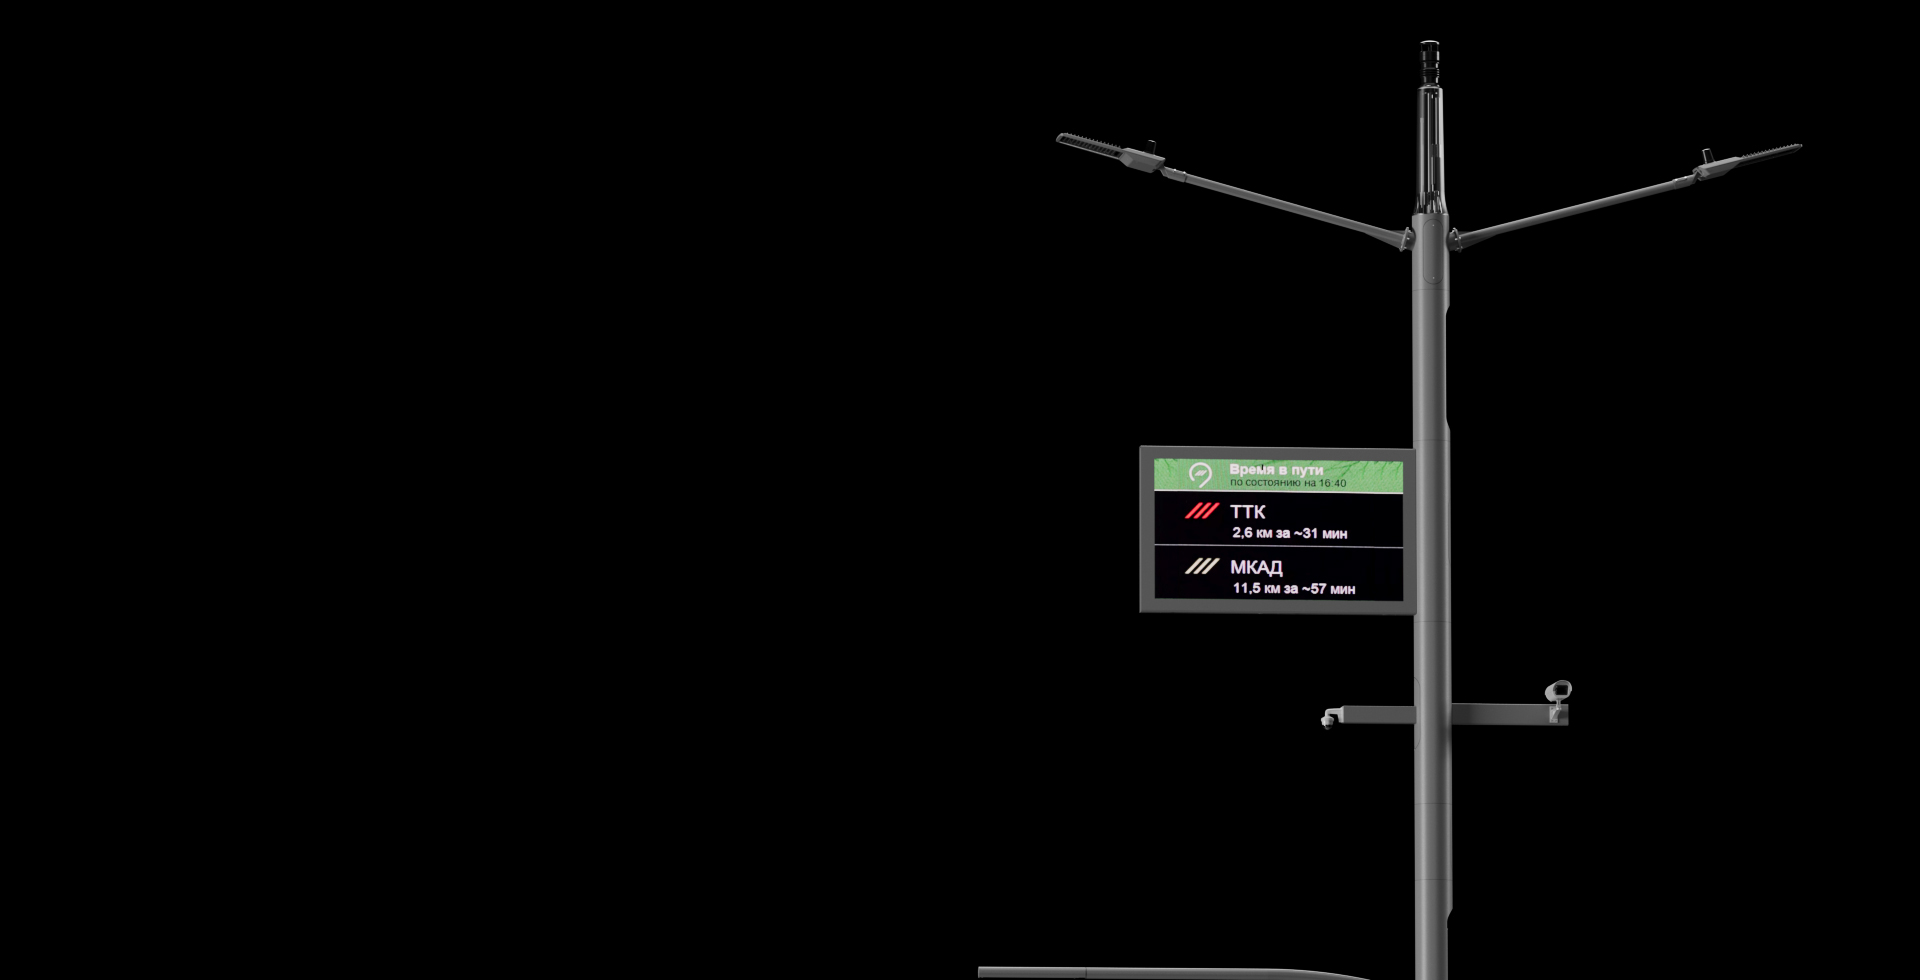 Время в пути
по состоянию на 16:40
ТТК
2,6 км за ~31 мин
МКАД
11,5 км за ~57 мин